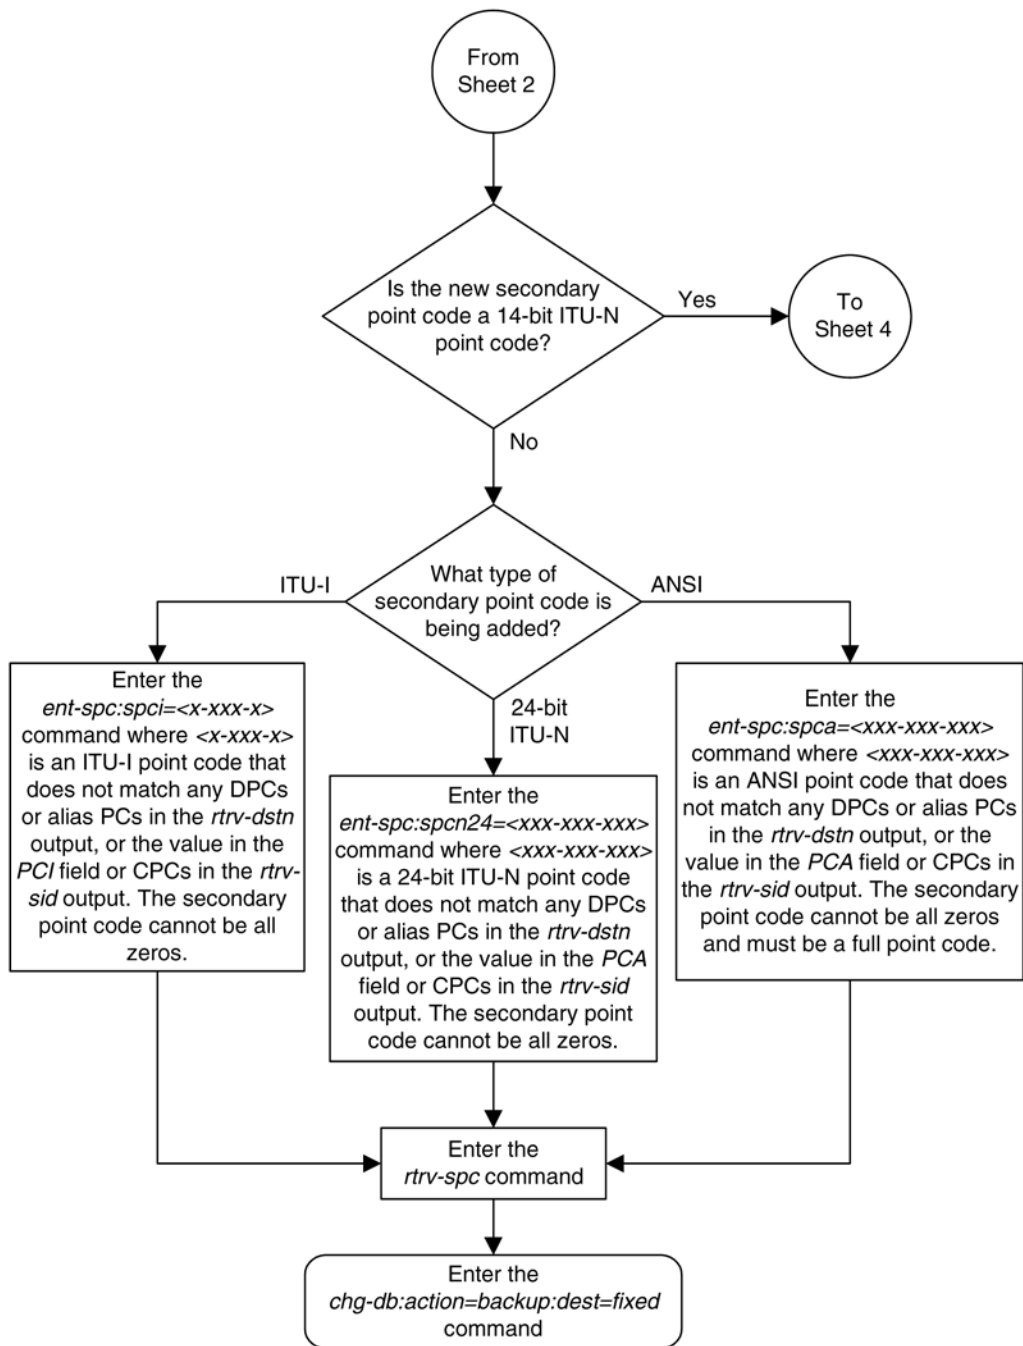 From
Sheet 2
Is the new secondary
point code a 14-bit ITU-N
point code?
Yes
To
Sheet 4
No
What type of
secondary point code is
being added?
ITU-I
ANSI
24-bit
ITU-N
Enter the
ent-spc:spci=<x-xxx-x>
command where <x-xxx-x>
is an ITU-I point code that
does not match any DPCs
or alias PCs in the rtrv-dstn
output, or the value in the
PCI field or CPCs in the rtrv-
sid output. The secondary
point code cannot be all
zeros.
Enter the
ent-spc:spcn24=<xxx-xxx-xxx>
command where <xxx-xxx-xxx>
is a 24-bit ITU-N point code
that does not match any DPCs
or alias PCs in the rtrv-dstn
output, or the value in the PCA
field or CPCs in the rtrv-sid
output. The secondary point
code cannot be all zeros.
Enter the
ent-spc:spca=<xxx-xxx-xxx>
command where <xxx-xxx-xxx>
is an ANSI point code that does
not match any DPCs or alias PCs
in the rtrv-dstn output, or the
value in the PCA field or CPCs in
the rtrv-sid output. The secondary
point code cannot be all zeros
and must be a full point code.
Enter the
rtrv-spc command
Enter the
chg-db:action=backup:dest=fixed
command